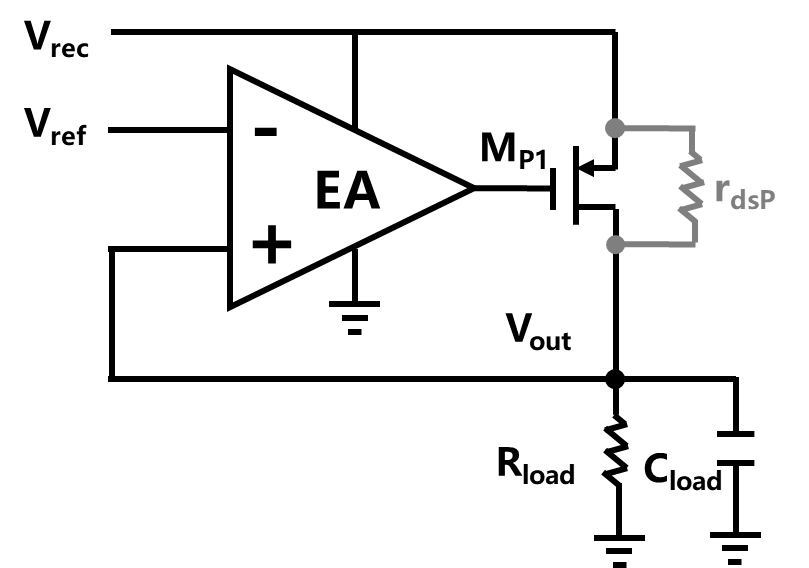 Vrec
Vref
-
EA
+
MP1
rdsP
Vout
Rload
Cload